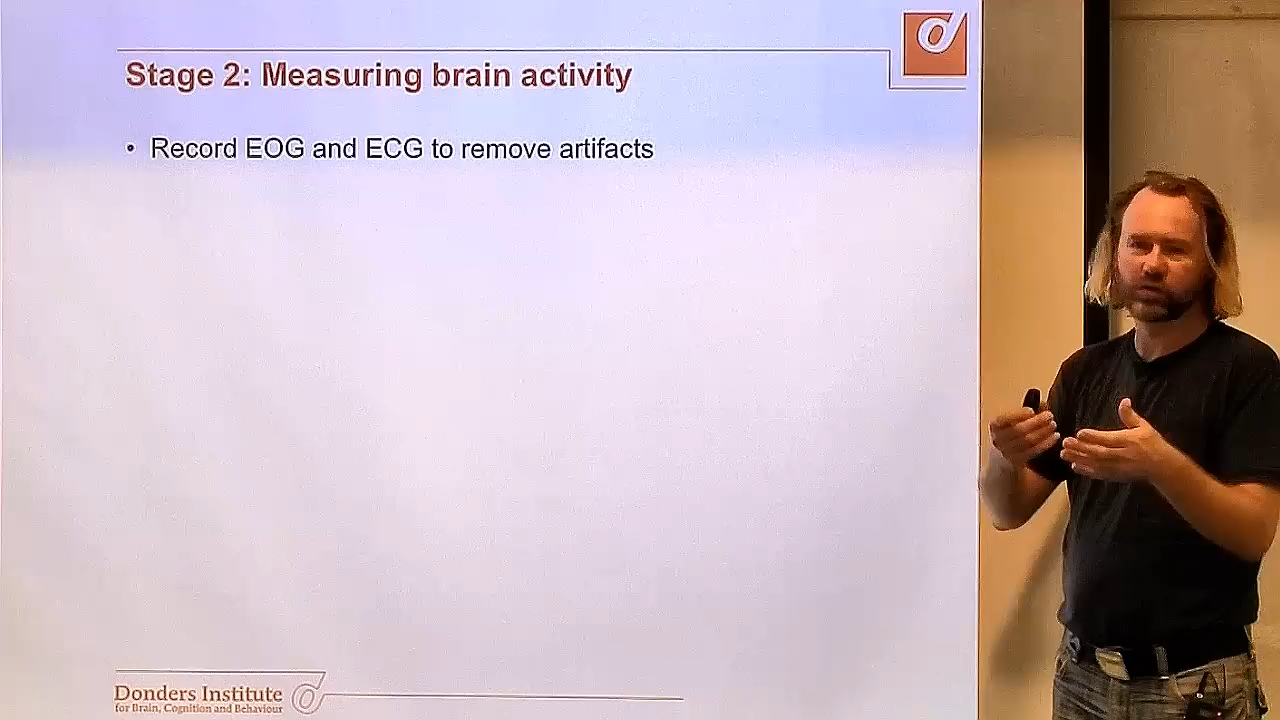 Stage 2: Measuring brain activity
• Record EOG and ECG to remove artifacts
Donders Institute
for Brain, Cognition and Behaviour